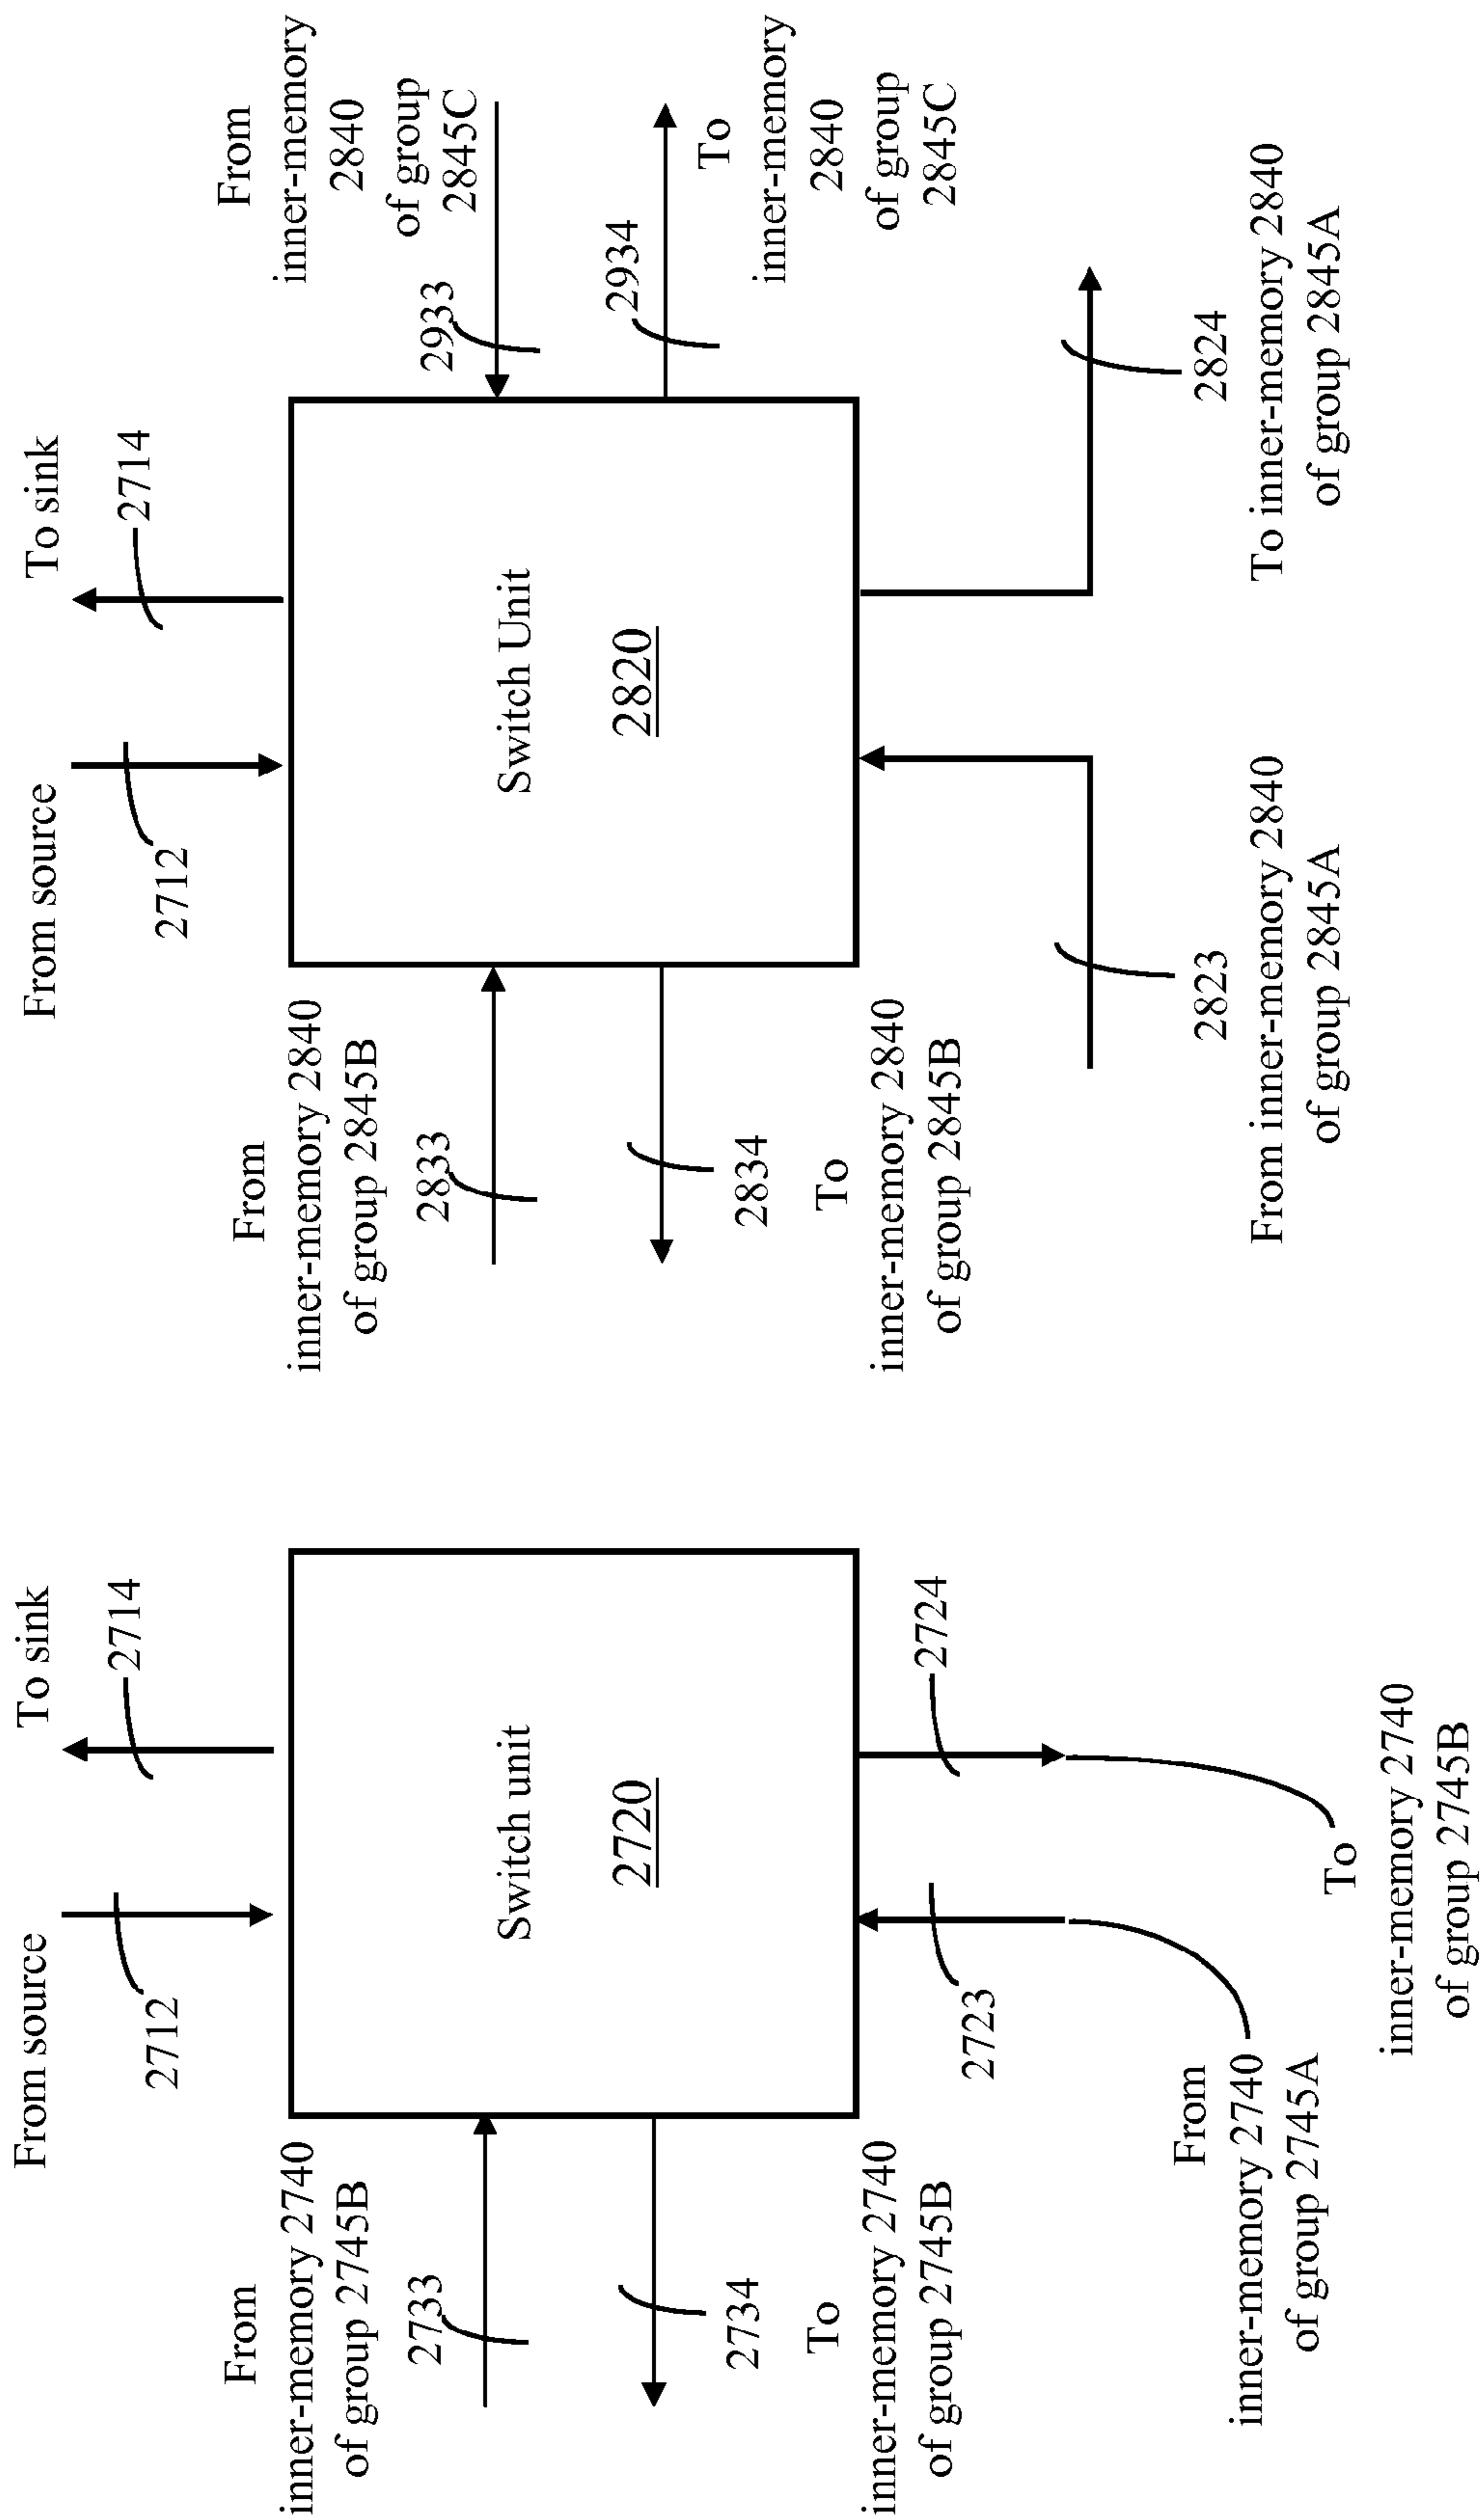 From source
To sink
2712
2714
From
inner-memory 2740
of group 2745B
2733
Switch unit
2720
2734
To
inner-memory 2740
of group 2745B
2723
2724
From
inner-memory 2740
of group 2745A
To
inner-memory 2740
of group 2745B
From source
To sink
2712
2714
From
inner-memory 2840
of group 2845B
2833
From
inner-memory
2840
of group
2845C
2933
Switch Unit
2820
2834
To
inner-memory 2840
of group 2845B
2934
To
inner-memory
2840
of group
2845C
2823
2824
From inner-memory 2840
of group 2845A
To inner-memory 2840
of group 2845A